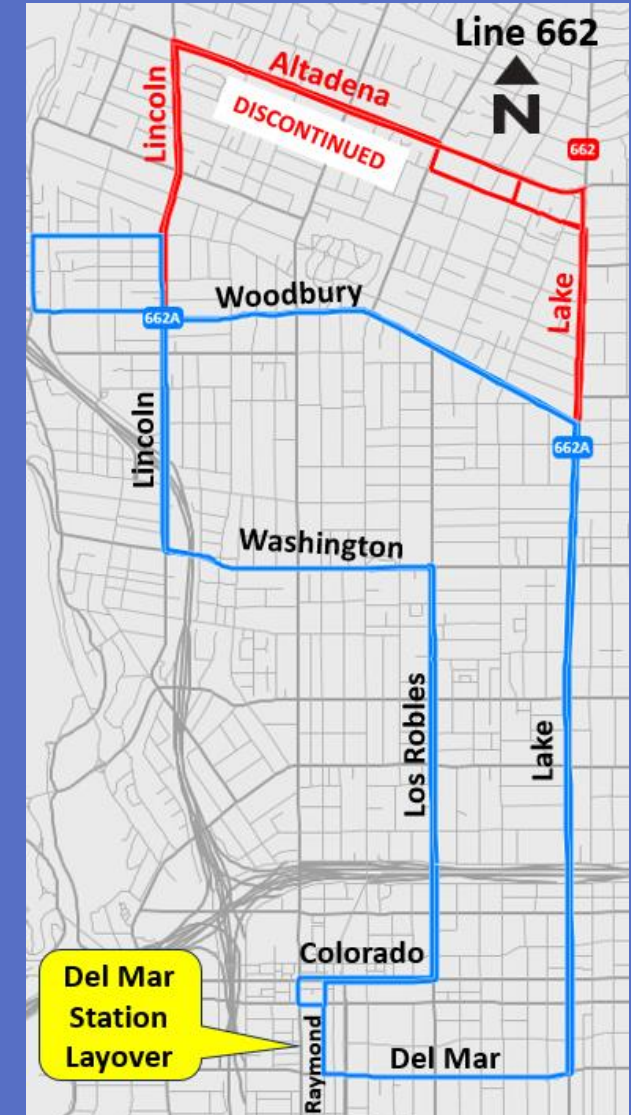 Line 662
N
Altadena
Lincoln
DISCONTINUED
662
Lake
Woodbury
662A
Lincoln
662A
Washington
Los Robles
Lake
Colorado
Del Mar
Station
Layover
Raymond
Del Mar